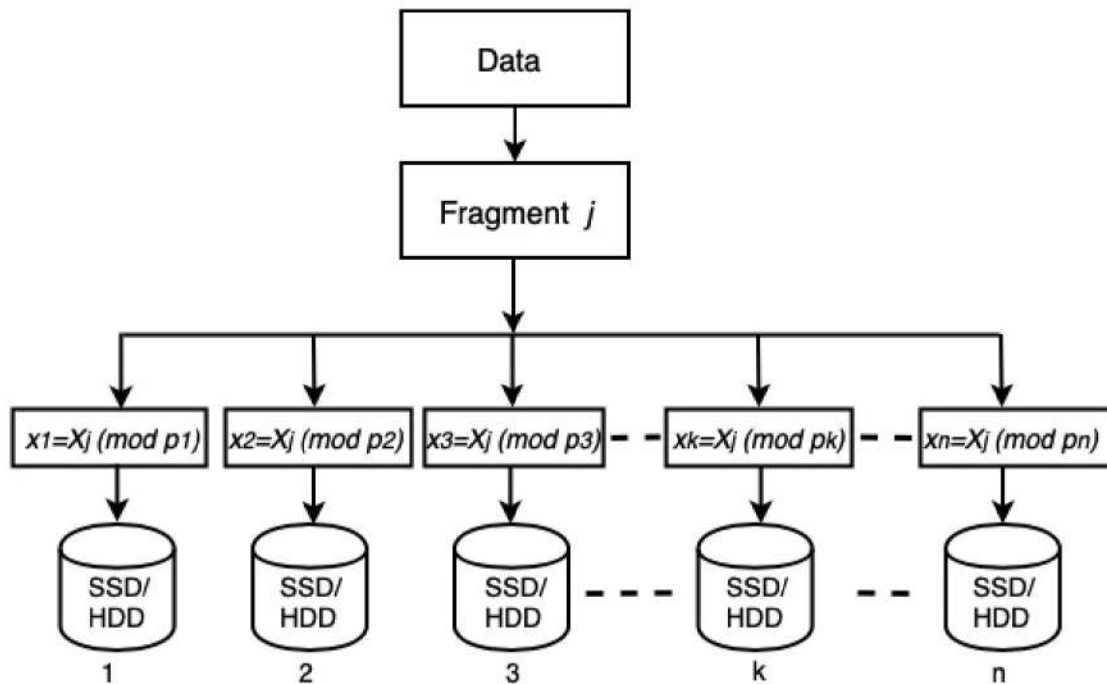 Data
Fragment j
x1=Xj (mod p1)
x2=Xj (mod p2)
x3=Xj (mod p3)
xk=Xj (mod pk)
xn=Xj (mod pn)
SSD/
HDD
SSD/
HDD
SSD/
HDD
SSD/
HDD
SSD/
HDD
1
2
3
k
n